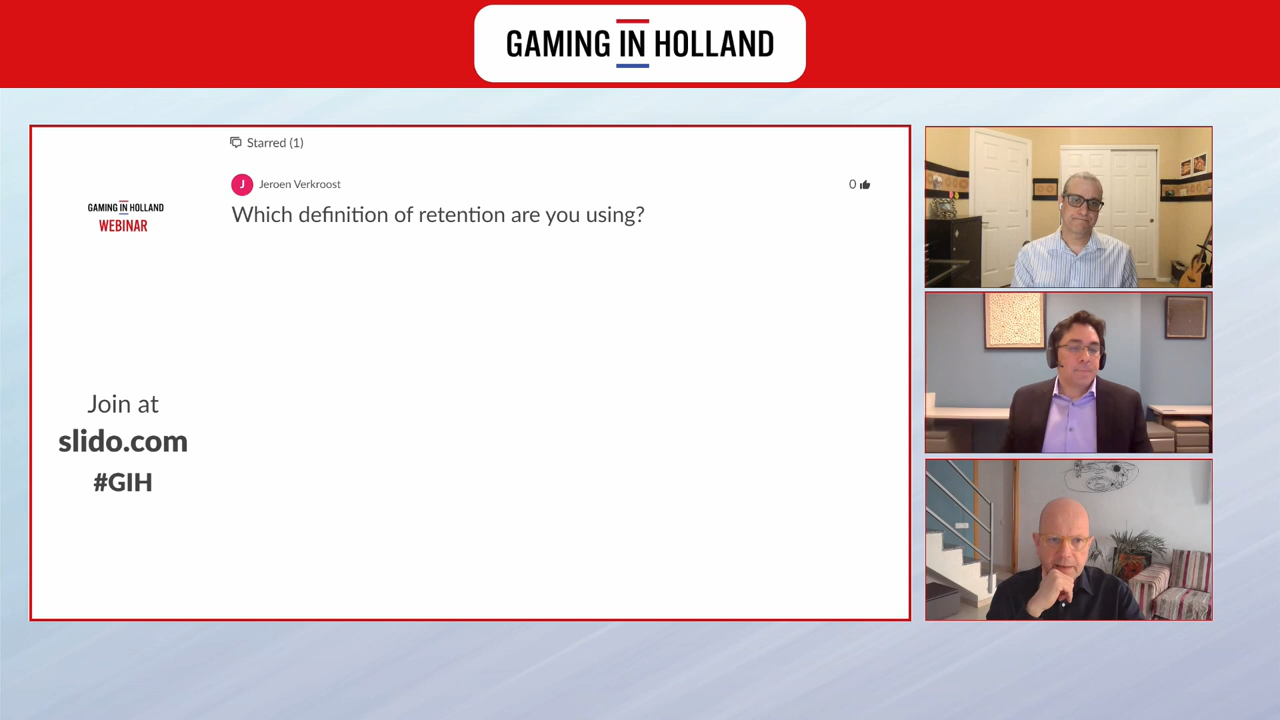 GAMING IN HOLLAND
Starred (1)
J
Jeroen Verkroost
0
Which definition of retention are you using?
GAMING IN HOLLAND
WEBINAR
Join at
slido.com
#GIH